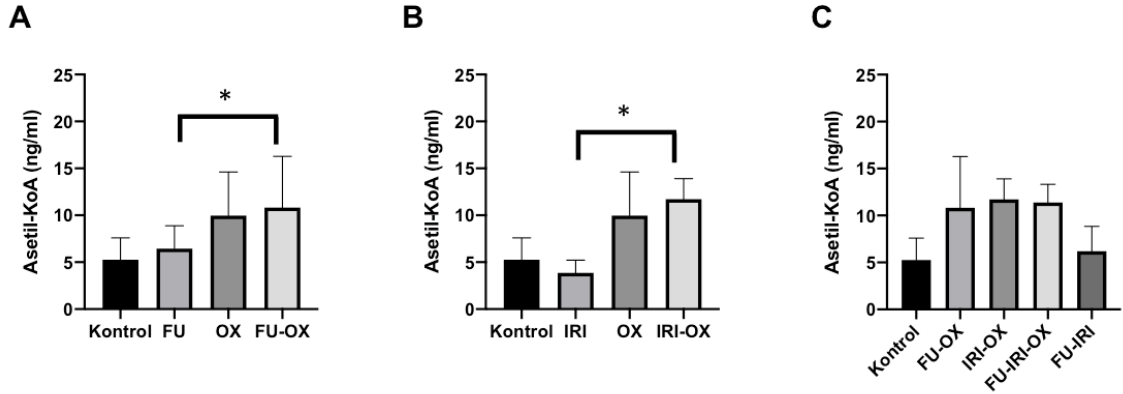 A
Asetil-KoA (ng/ml)
25
20
15
10
5
0
*
Kontrol FU OX FU-OX
B
Asetil-KoA (ng/ml)
25
20
15
10
5
0
*
Kontrol IRI OX IRI-OX
C
Asetil-KoA (ng/ml)
25
20
15
10
5
0
Kontrol
FU-OX
IRI-OX
FU-IRI-OX
FU-IRI